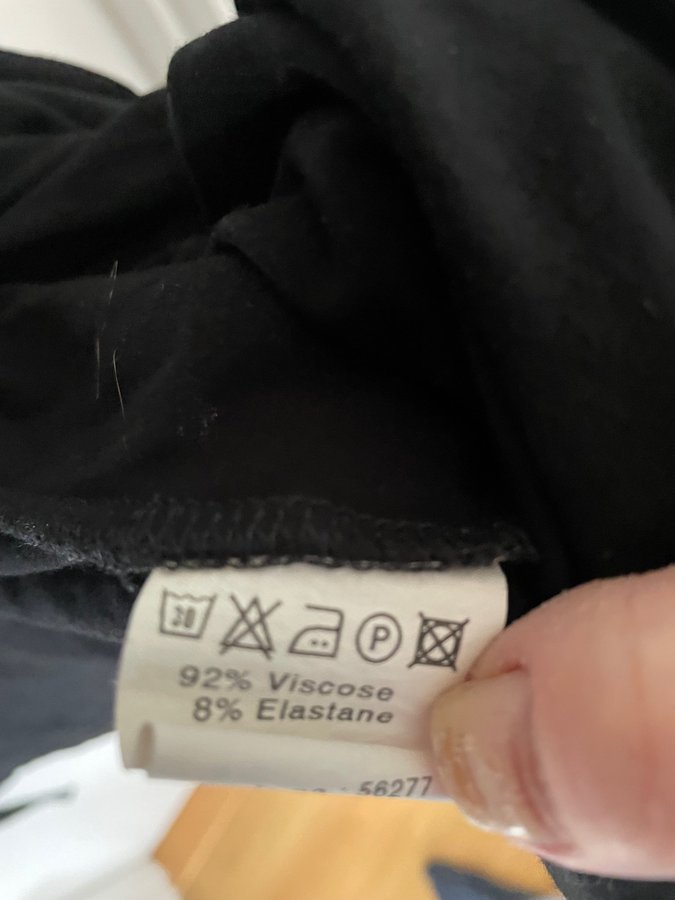 30
P
92% Viscose
8% Elastane
56277